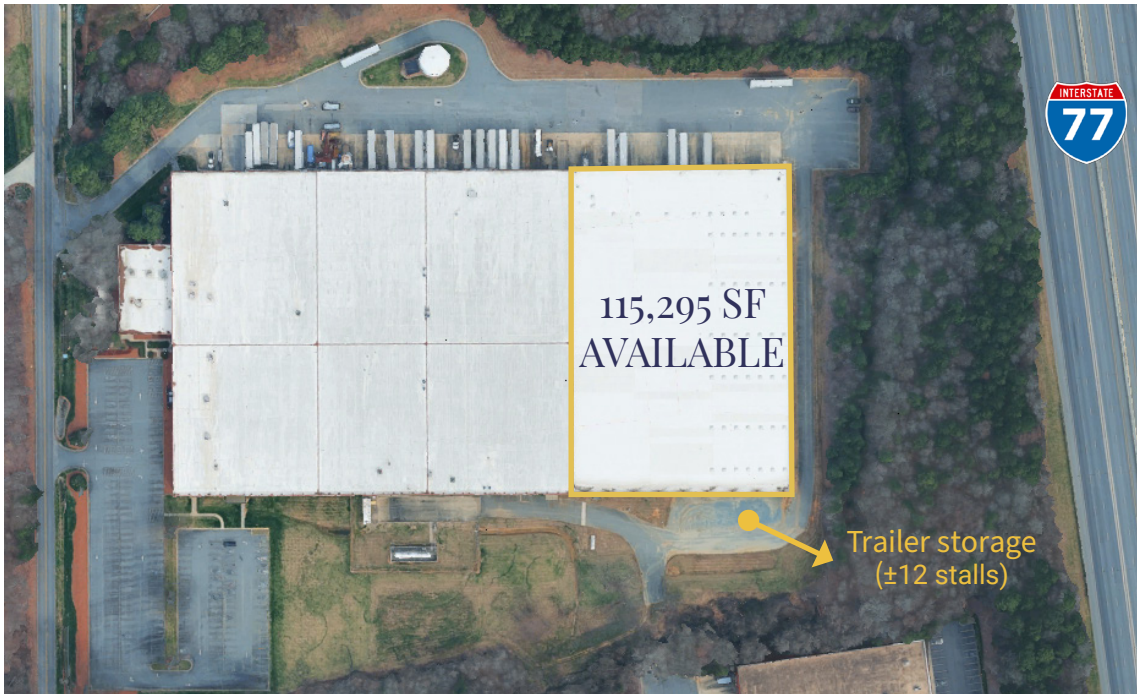 INTERSTATE
77
115,295 SF
AVAILABLE
Trailer storage
(±12 stalls)